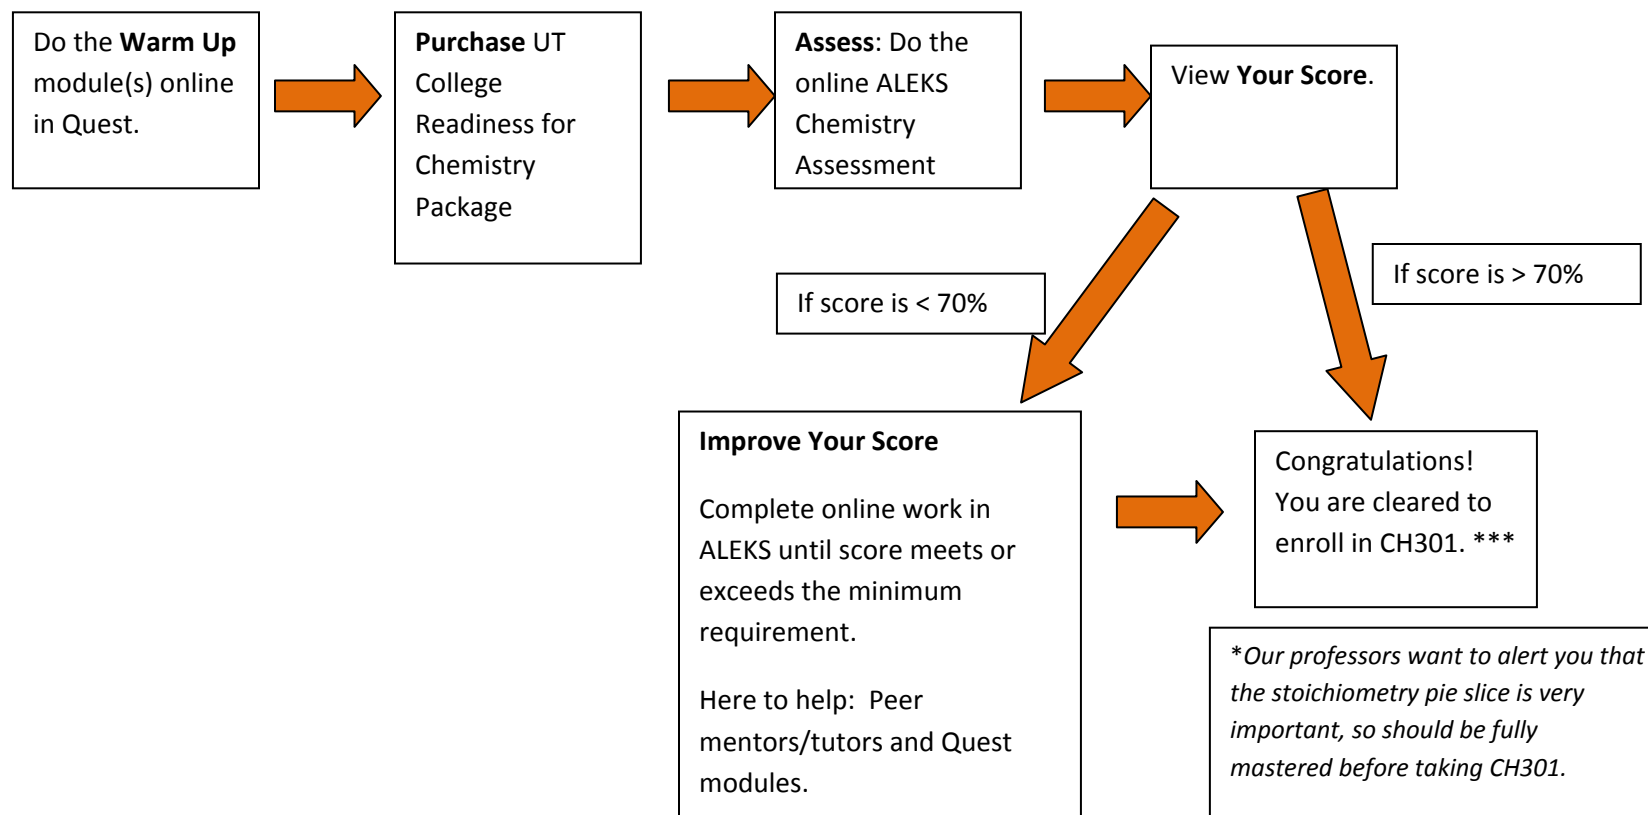 Do the Warm Up
module(s) online
in Quest.
Purchase UT
College
Readiness for
Chemistry
Package
Assess: Do the
online ALEKS
Chemistry
Assessment
View Your Score.
If score is < 70%
If score is > 70%
Improve Your Score
Complete online work in
ALEKS until score meets or
exceeds the minimum
requirement.
Here to help:  Peer
mentors/tutors and Quest
modules.
Congratulations!
You are cleared to
enroll in CH301. ***
*Our professors want to alert you that
the stoichiometry pie slice is very
important, so should be fully
mastered before taking CH301.